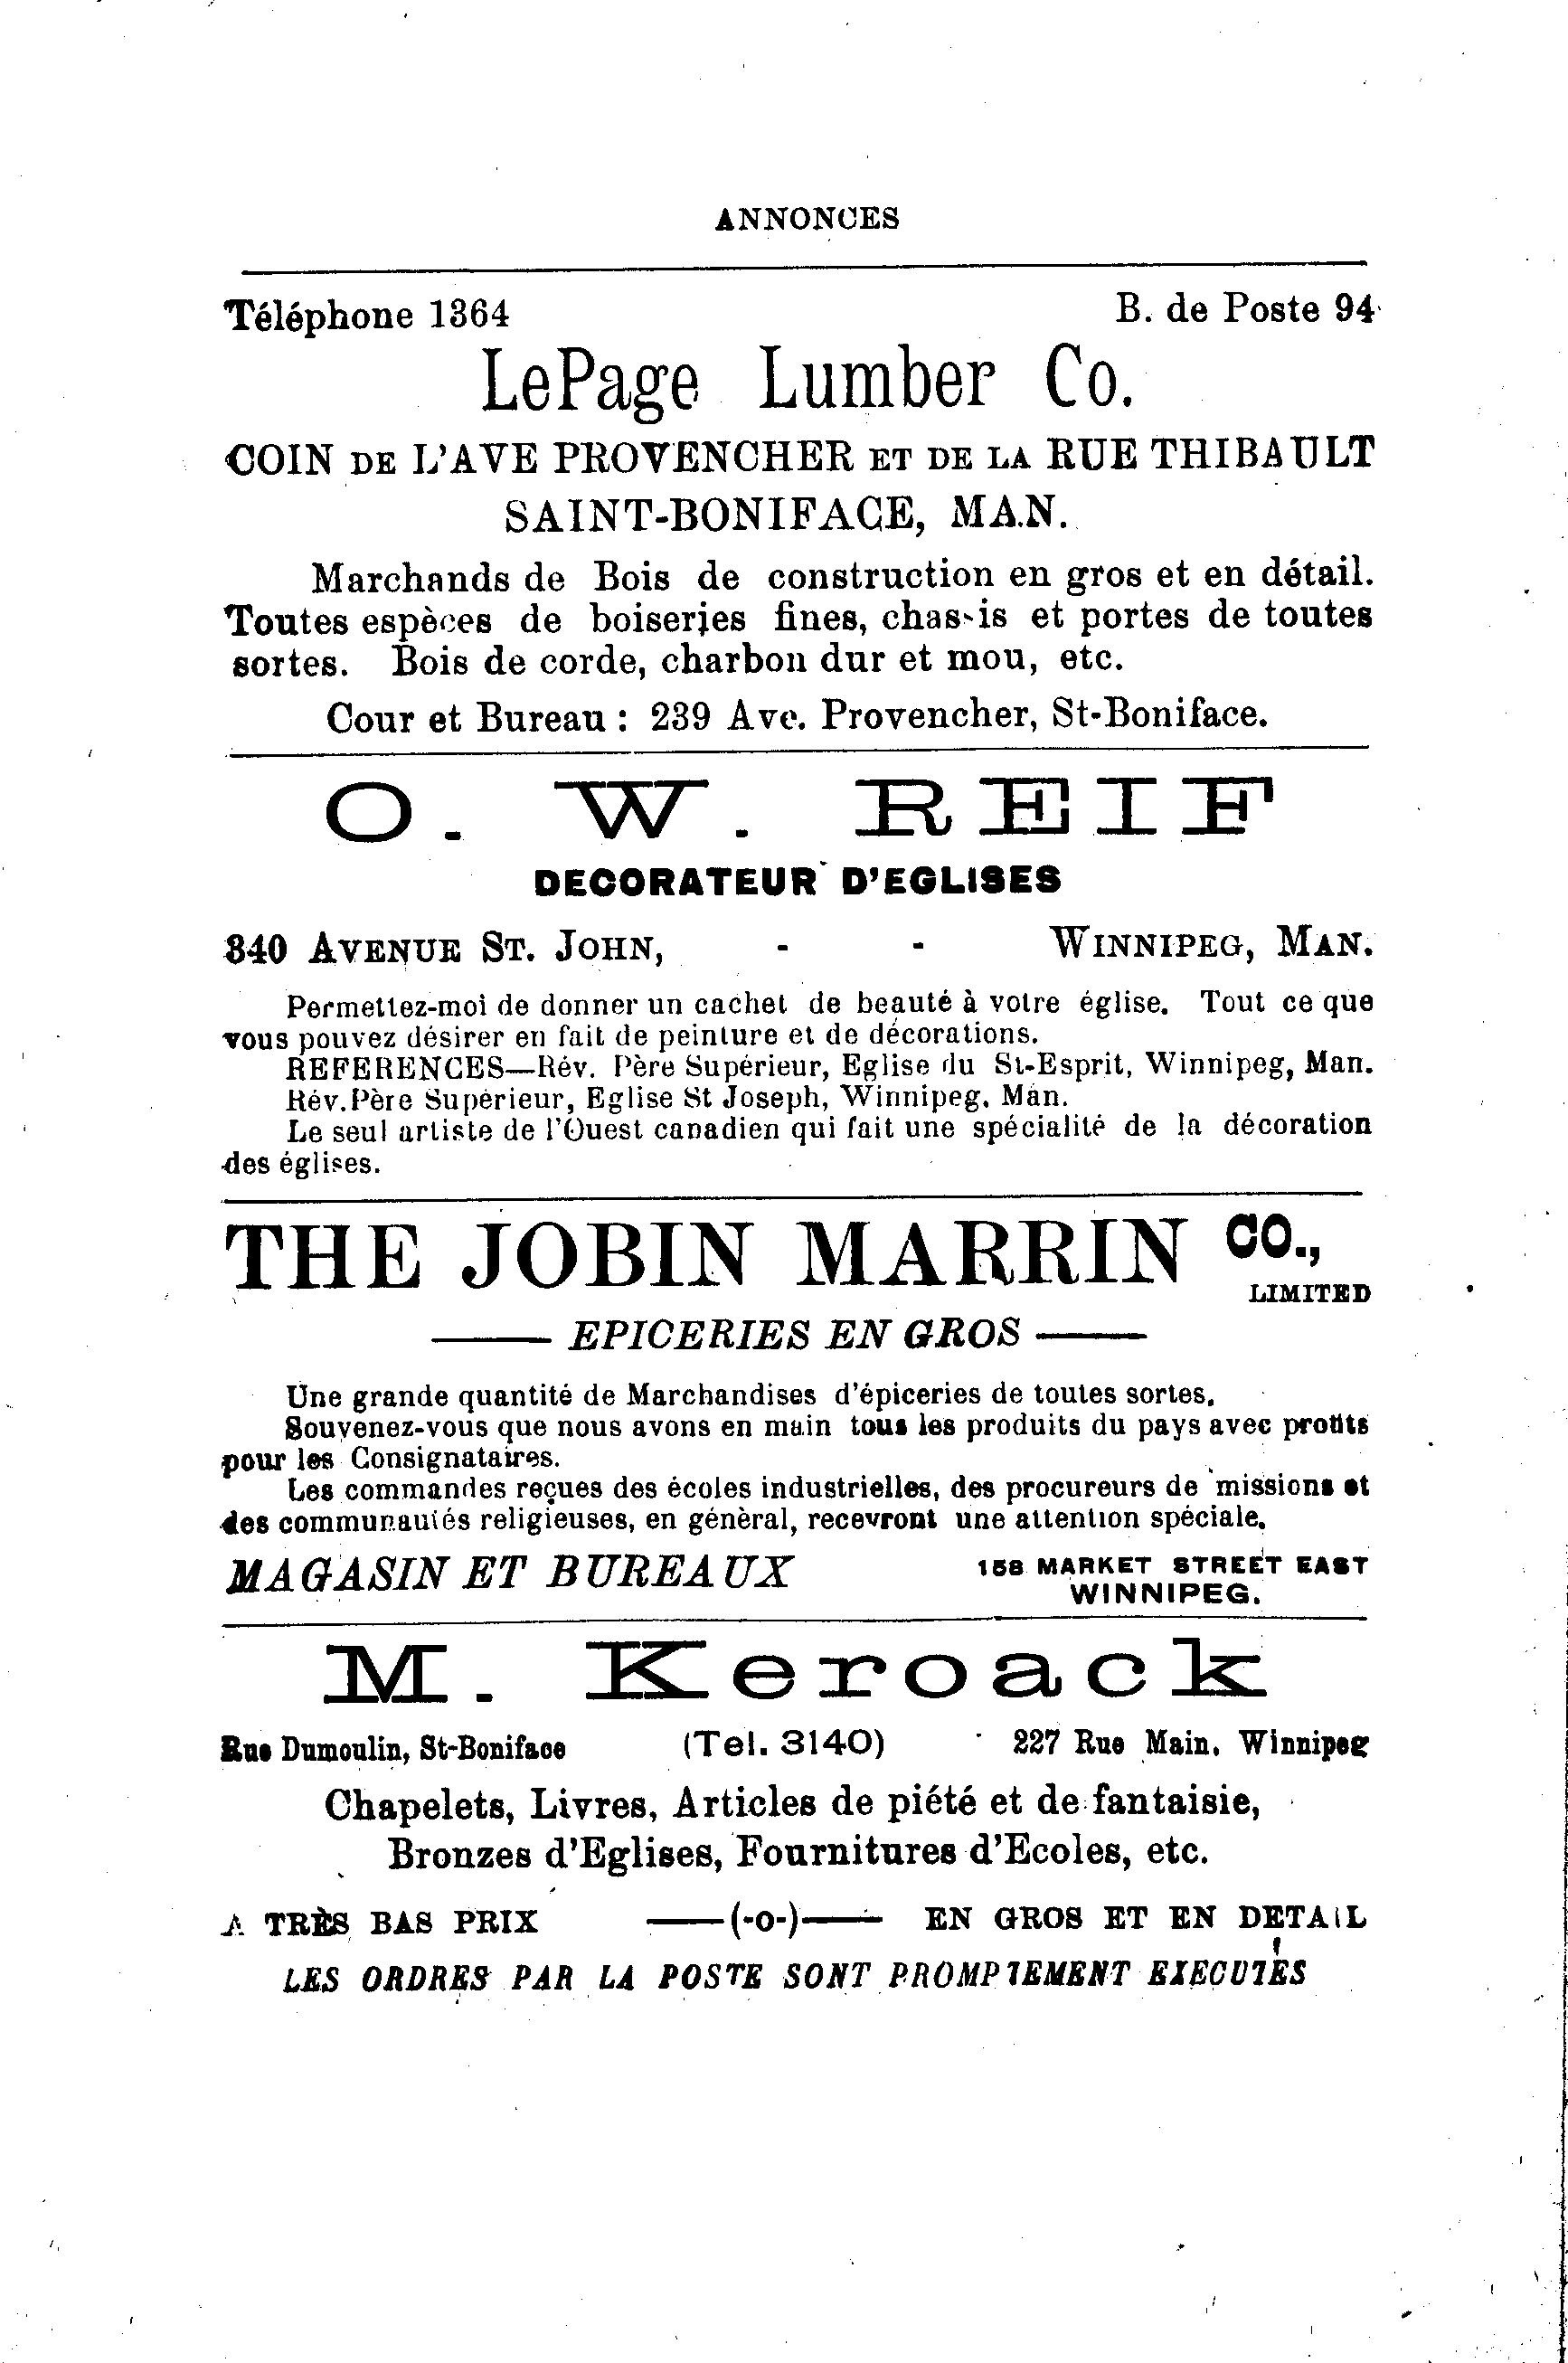 ANNONCES
Téléphone 1364 B. de Poste 94
LePage Lumber Co.
COIN DE L'AVE PROVENCHER ET DE LA RUE THIBAULT
SAINT-BONIFACE, MAN.
Marchands de Bois de construction en gros et en détail.
Toutes espèces de boiseries fines, chassis et portes de toutes
sortes. Bois de corde, charbon dur et mou, etc.
Cour et Bureau : 239 Ave. Provencher, St-Boniface.
O. W. REIF
DECORATEUR D'EGLISES
340 AVENUE ST. JOHN, - - WINNIPEG, MAN.
Permettez-moi de donner un cachet de beauté à votre église. Tout ce que
vous pouvez désirer en fait de peinture et de décorations.
REFERENCES—Rév. Père Supérieur, Eglise du St-Esprit, Winnipeg, Man.
Rév. Père Supérieur, Eglise St Joseph, Winnipeg, Man.
Le seul artiste de l'Ouest canadien qui fait une spécialité de la décoration
des églises.
THE JOBIN MARRIN CO.,
LIMITED
—— EPICERIES EN GROS ——
Une grande quantité de Marchandises d'épiceries de toutes sortes.
Souvenez-vous que nous avons en main tous les produits du pays avec profits
pour les Consignataires.
Les commandes reçues des écoles industrielles, des procureurs de missions et
des communautés religieuses, en génèral, recevront une attention spéciale.
MAGASIN ET BUREAUX 158 MARKET STREET EAST
WINNIPEG.
M. Keroack
Rue Dumoulin, St-Boniface (Tel. 3140) 227 Rue Main. Winnipeg
Chapelets, Livres, Articles de piété et de fantaisie,
Bronzes d'Eglises, Fournitures d'Ecoles, etc.
A TRÈS BAS PRIX ——(-o-)—— EN GROS ET EN DETAIL
LES ORDRES PAR LA POSTE SONT PROMPTEMENT EXECUTÉS